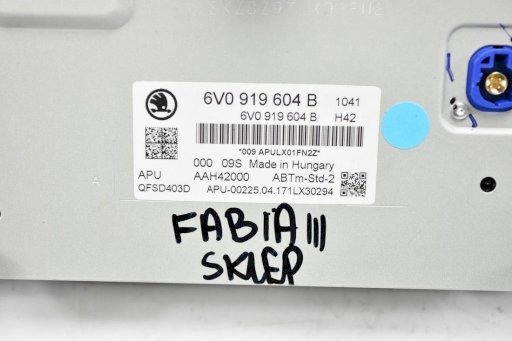 6V0 919 604 B 1041
6V0 919 604 B H42
*009 APULX01FN2Z*
000 09S Made in Hungary
APU AAH42000 ABTm-Std-2
QFSD403D APU-00225.04.171LX30294
FABIA III
SKLEP